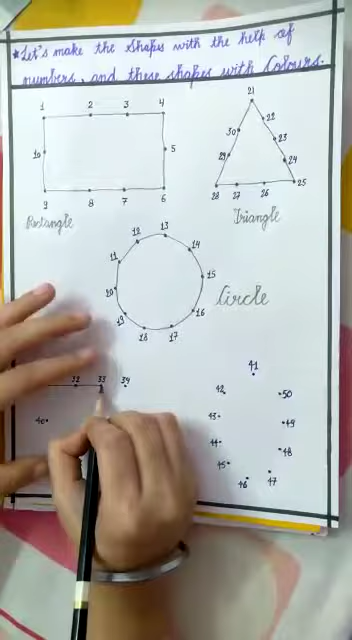 * Let's make the Shapes with the help of
numbers, and these shapes with Colours.
1 2 3 4
10 5
9 8 7 6
Rectangle
21
30 22
23
29 24
28 27 26 25
Triangle
12 13
11 14
20 15
19 16
18 17
Circle
32 33 34
40
41
42 50
43 49
44 48
45
46 47